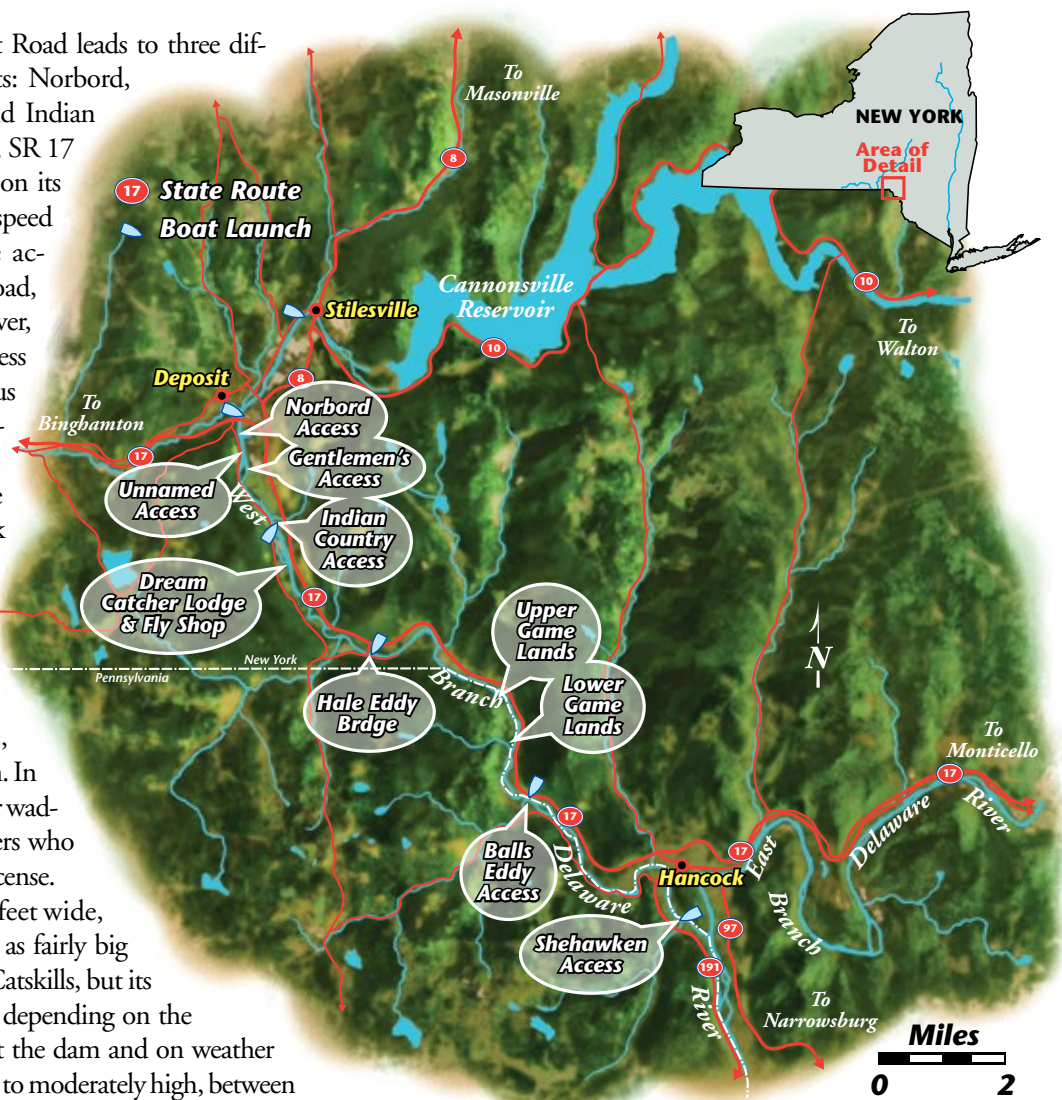 t Road leads to three dif-
ts: Norbord,
d Indian
, SR 17
on its
speed
e ac-
oad,
ver,
ess
us
-
e
k
,
n. In
r wad-
ers who
cense.
feet wide,
as fairly big
Catskills, but its
depending on the
t the dam and on weather
to moderately high, between
17 State Route
Boat Launch
To
Masonville
8
NEW YORK
Area of
Detail
Cannonsville
Reservoir
10
10
To
Walton
Stilesville
Deposit
8
To
Binghamton
17
Norbord
Access
Gentlemen's
Access
Unnamed
Access
West
Indian
Country
Access
Dream
Catcher Lodge
& Fly Shop
17
New York
Pennsylvania
Hale Eddy
Brdge
Branch
Upper
Game
Lands
Lower
Game
Lands
N
17
Balls
Eddy
Access
Delaware
Hancock
17
East
Branch
Delaware
River
17
To
Monticello
Shehawken
Access
97
191
River
To
Narrowsburg
Miles
0 2